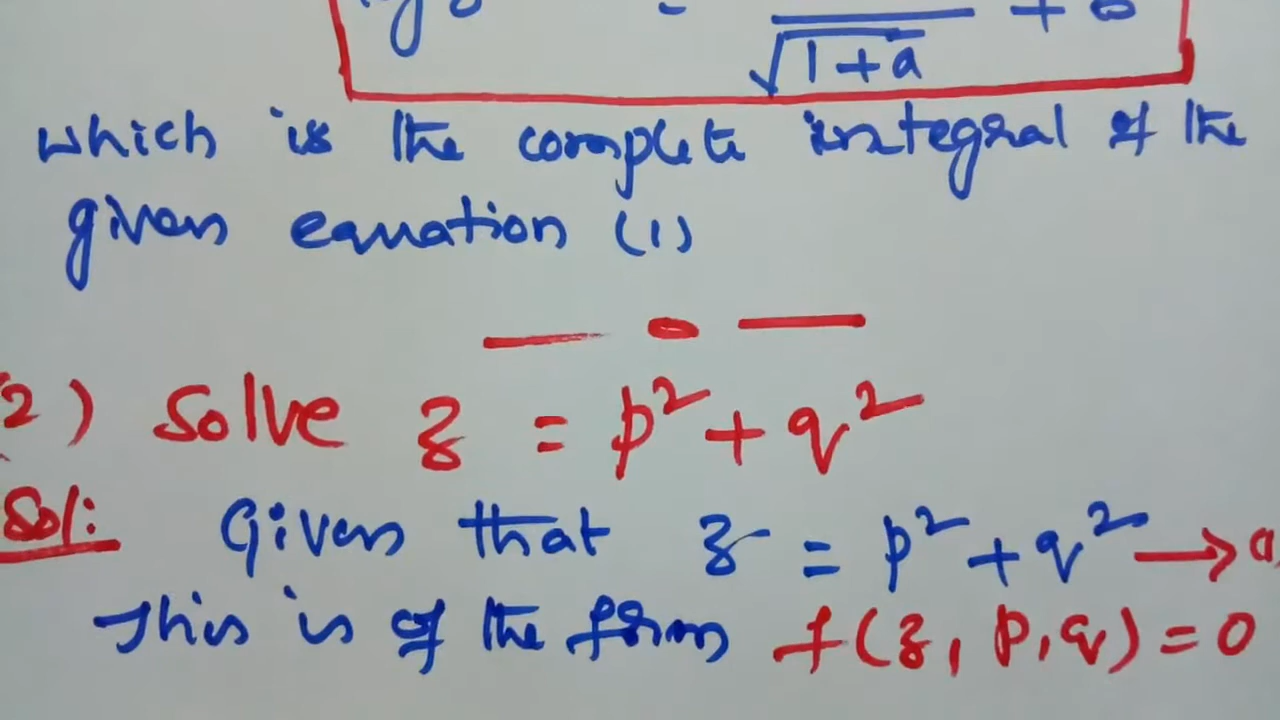 √1+a
which is the complete integral of the
given equation (1)
2) Solve z = p² + q²
Sol: Given that z = p² + q² →
This is of the form f(z, p, q) = 0